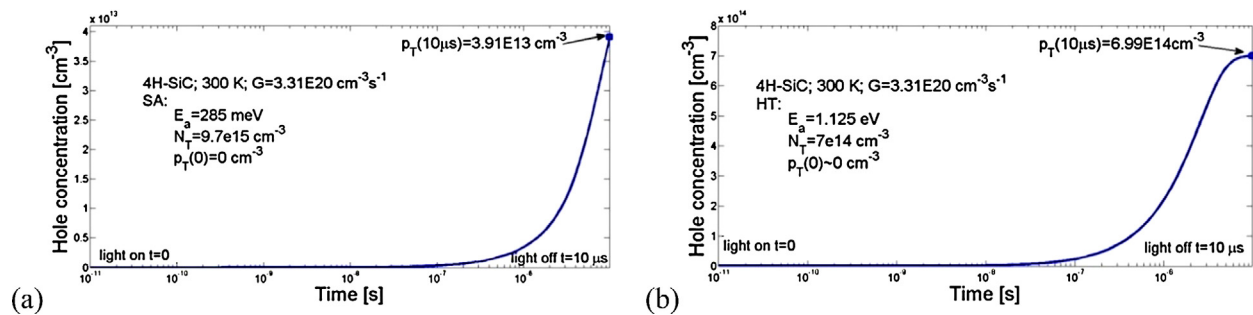 × 10¹³
4
3.5
3
2.5
2
1.5
1
0.5
0
Hole concentration [cm⁻³]
p_T(10μs)=3.91E13 cm⁻³
4H-SiC; 300 K; G=3.31E20 cm⁻³s⁻¹
SA:
E_a=285 meV
N_T=9.7e15 cm⁻³
p_T(0)=0 cm⁻³
light on t=0
light off t=10 μs
10⁻¹¹ 10⁻¹⁰ 10⁻⁹ 10⁻⁸ 10⁻⁷ 10⁻⁶
Time [s]
(a)
× 10¹⁴
8
7
6
5
4
3
2
1
0
Hole concentration [cm⁻³]
p_T(10μs)=6.99E14cm⁻³
4H-SiC; 300 K; G=3.31E20 cm⁻³s⁻¹
HT:
E_a=1.125 eV
N_T=7e14 cm⁻³
p_T(0)~0 cm⁻³
light on t=0
light off t=10 μs
10⁻¹¹ 10⁻¹⁰ 10⁻⁹ 10⁻⁸ 10⁻⁷ 10⁻⁶
Time [s]
(b)